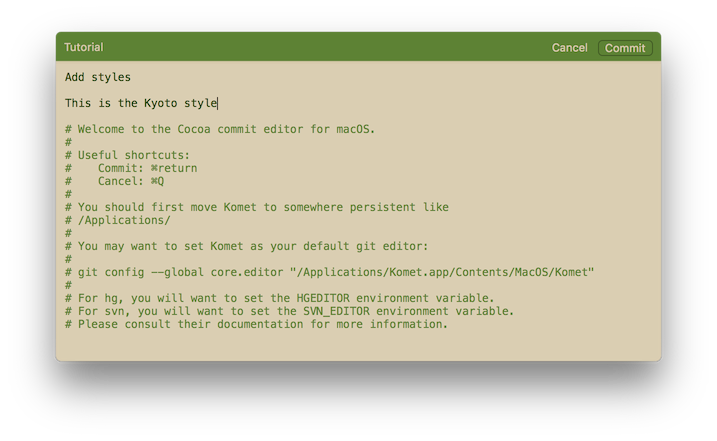 Tutorial
Cancel
Commit
Add styles
This is the Kyoto style
# Welcome to the Cocoa commit editor for macOS.
#
# Useful shortcuts:
#    Commit: ⌘return
#    Cancel: ⌘Q
#
# You should first move Komet to somewhere persistent like
# /Applications/
#
# You may want to set Komet as your default git editor:
#
# git config --global core.editor "/Applications/Komet.app/Contents/MacOS/Komet"
#
# For hg, you will want to set the HGEDITOR environment variable.
# For svn, you will want to set the SVN_EDITOR environment variable.
# Please consult their documentation for more information.